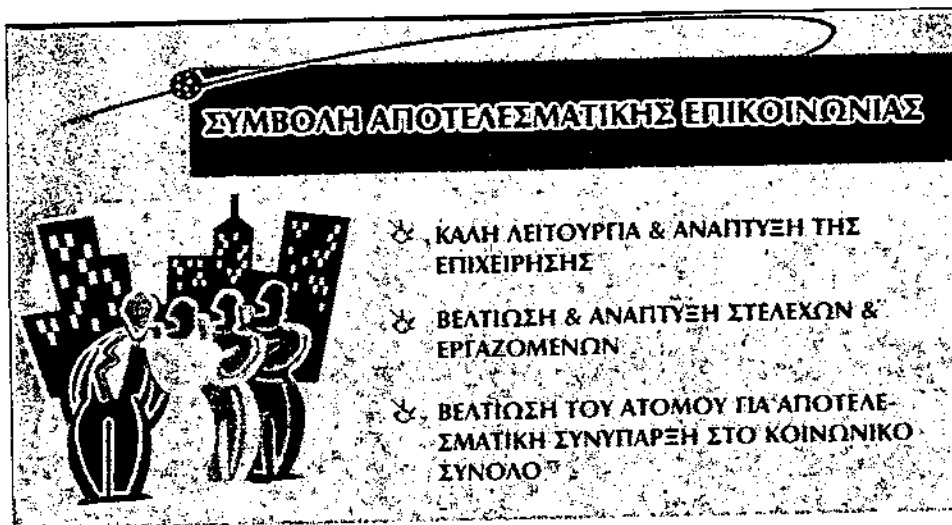 ΣΥΜΒΟΛΗ ΑΠΟΤΕΛΕΣΜΑΤΙΚΗΣ ΕΠΙΚΟΙΝΩΝΙΑΣ
ΚΑΛΗ ΛΕΙΤΟΥΡΓΙΑ & ΑΝΑΠΤΥΞΗ ΤΗΣ
ΕΠΙΧΕΙΡΗΣΗΣ
ΒΕΛΤΙΩΣΗ & ΑΝΑΠΤΥΞΗ ΣΤΕΛΕΧΩΝ &
ΕΡΓΑΖΟΜΕΝΩΝ
ΒΕΛΤΙΩΣΗ ΤΟΥ ΑΤΟΜΟΥ ΓΙΑ ΑΠΟΤΕΛΕ-
ΣΜΑΤΙΚΗ ΣΥΝΥΠΑΡΞΗ ΣΤΟ ΚΟΙΝΩΝΙΚΟ
ΣΥΝΟΛΟ